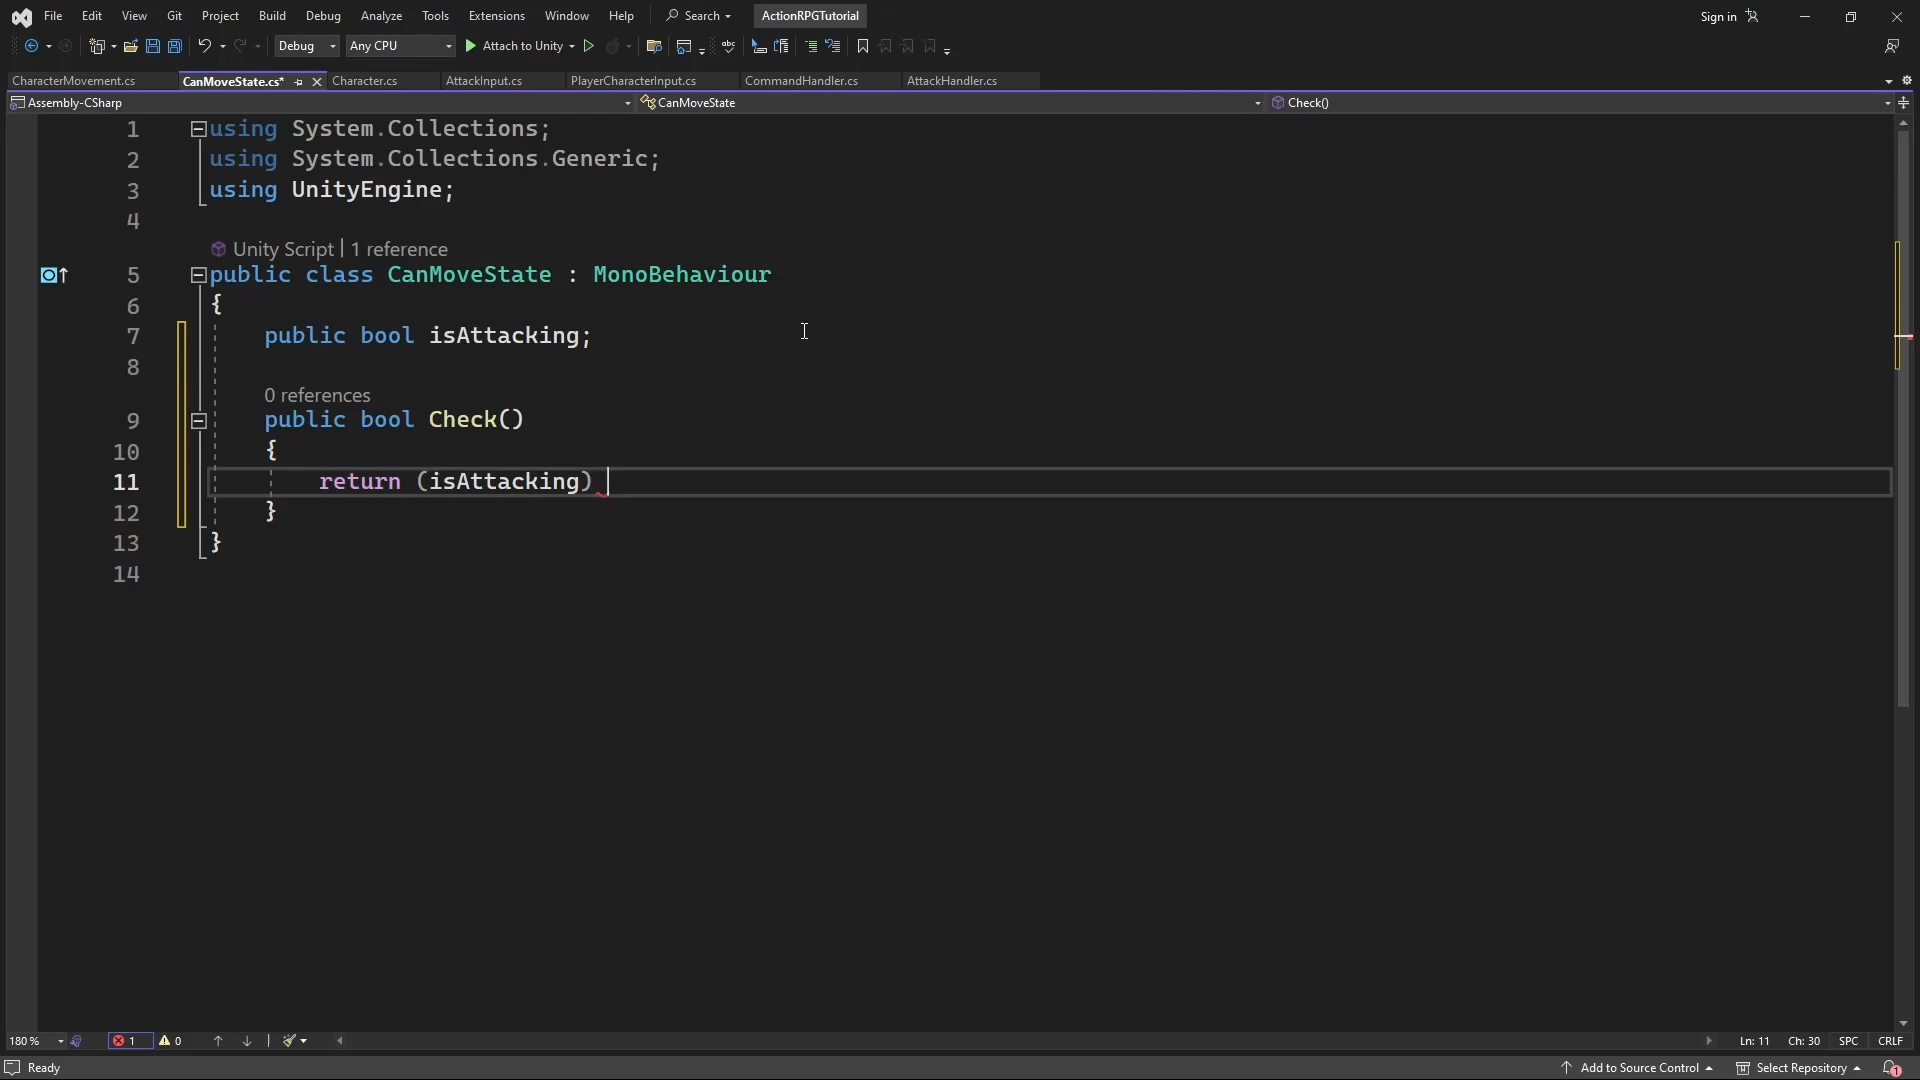 File Edit View Git Project Build Debug Analyze Tools Extensions Window Help Search ActionRPGTutorial Sign in
Debug Any CPU Attach to Unity abc
CharacterMovement.cs CanMoveState.cs* Character.cs AttackInput.cs PlayerCharacterInput.cs CommandHandler.cs AttackHandler.cs
Assembly-CSharp CanMoveState Check()
1 using System.Collections;
2 using System.Collections.Generic;
3 using UnityEngine;
4
Unity Script | 1 reference
5 public class CanMoveState : MonoBehaviour
6 {
7 public bool isAttacking;
8
0 references
9 public bool Check()
10 {
11 return (isAttacking)
12 }
13 }
14
180 % 1 0 Ln: 11 Ch: 30 SPC CRLF
Ready Add to Source Control Select Repository 1